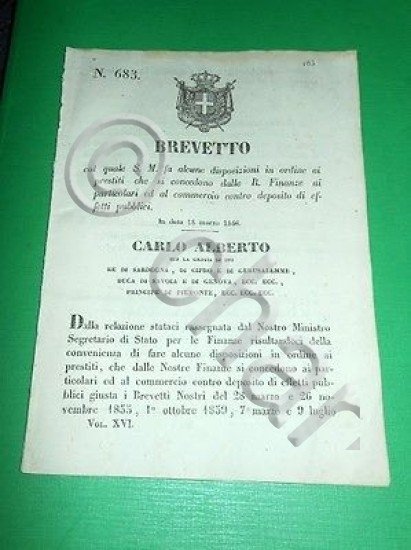 163
N. 683.
BREVETTO
col quale S. M. fa alcune disposizioni in ordine ai
prestiti che si concedono dalle R. Finanze ai
particolari ed al commercio contro deposito di ef-
fetti pubblici.
In data 18 marzo
CARLO ALBERTO
PER LA GRAZIA DI DIO
RE DI SARDEGNA, DI CIPRO E DI GERUSALEMME,
DUCA DI SAVOIA E DI GENOVA, ECC. ECC.,
PRINCIPE DI PIEMONTE, ECC. ECC. ECC.
Dalla relazione stataci rassegnata dal Nostro Ministro
Segretario di Stato per le Finanze risultandoci della
convenienza di fare alcune disposizioni in ordine ai
prestiti, che dalle Nostre Finanze si concedono ai par-
ticolari ed al commercio contro deposito di effetti pub-
blici giusta i Brevetti Nostri del 28 marzo e 26 no-
vembre 1835, 1º ottobre 1839, 7 marzo e 9 luglio
VOL. XVI.